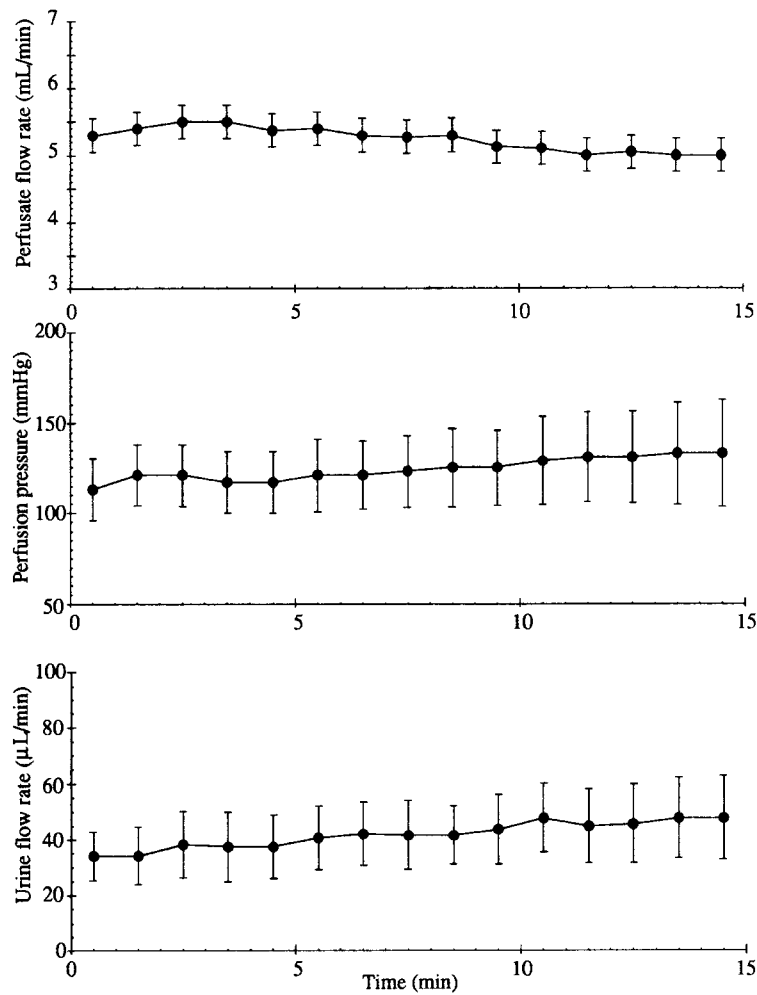 Perfusate flow rate (mL/min)
7
6
5
4
3
0 5 10 15
Perfusion pressure (mmHg)
200
150
100
50
0 5 10 15
Urine flow rate (μL/min)
100
80
60
40
20
0
0 5 10 15
Time (min)